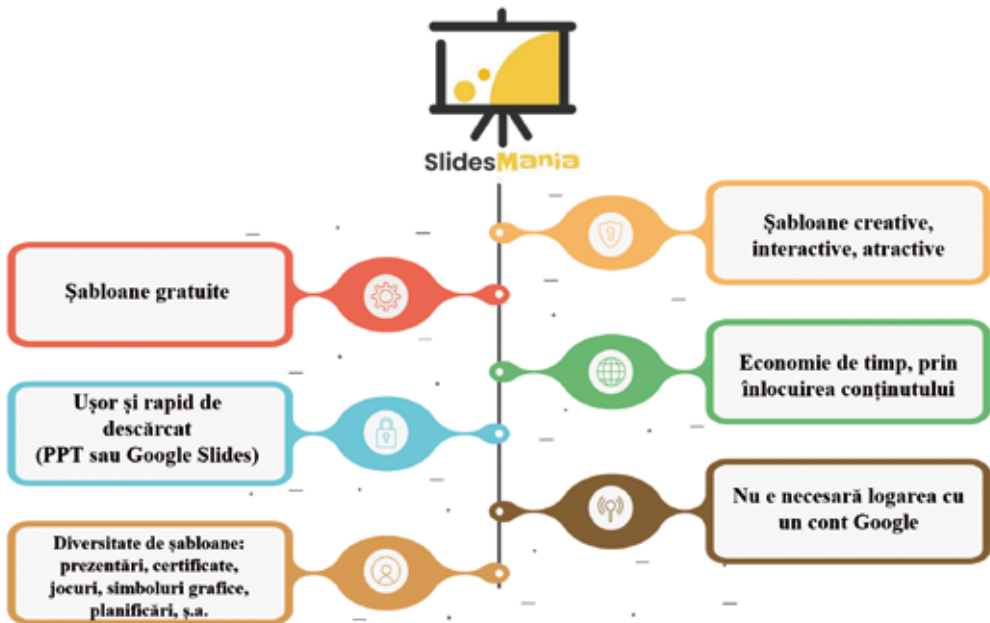 SlidesMania
Șabloane creative,
interactive, atractive
Șabloane gratuite
Economie de timp, prin
înlocuirea conținutului
Ușor și rapid de
descărcat
(PPT sau Google Slides)
Nu e necesară logarea cu
un cont Google
Diversitate de șabloane:
prezentări, certificate,
jocuri, simboluri grafice,
planificări, ș.a.